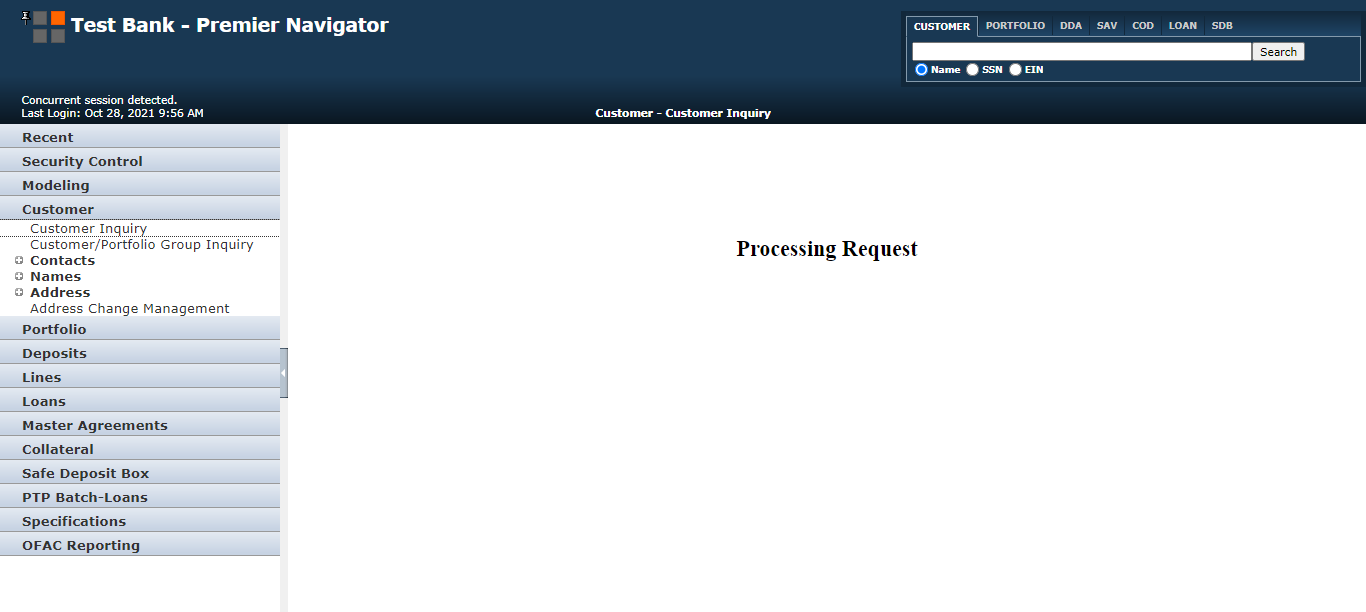 Test Bank - Premier Navigator
CUSTOMER PORTFOLIO DDA SAV COD LOAN SDB
Search
Name SSN EIN
Concurrent session detected.
Last Login: Oct 28, 2021 9:56 AM
Customer - Customer Inquiry
Recent
Security Control
Modeling
Customer
Customer Inquiry
Customer/Portfolio Group Inquiry
Contacts
Names
Address
Address Change Management
Portfolio
Deposits
Lines
Loans
Master Agreements
Collateral
Safe Deposit Box
PTP Batch-Loans
Specifications
OFAC Reporting
Processing Request